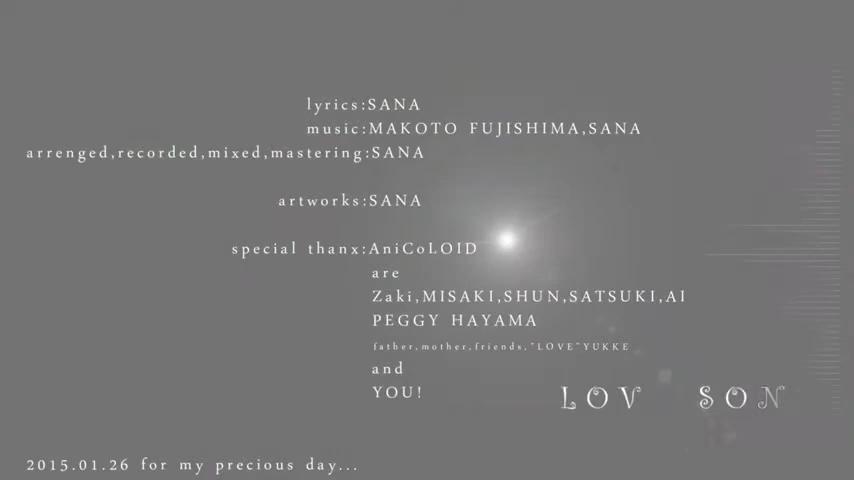 lyrics:SANA
music:MAKOTO FUJISHIMA,SANA
arrenged,recorded,mixed,mastering:SANA
artworks:SANA
special thanx:AniCoLOID
are
Zaki,MISAKI,SHUN,SATSUKI,AI
PEGGY HAYAMA
father,mother,friends,"LOVE"YUKKE
and
YOU!
LOV SON
2015.01.26 for my precious day...